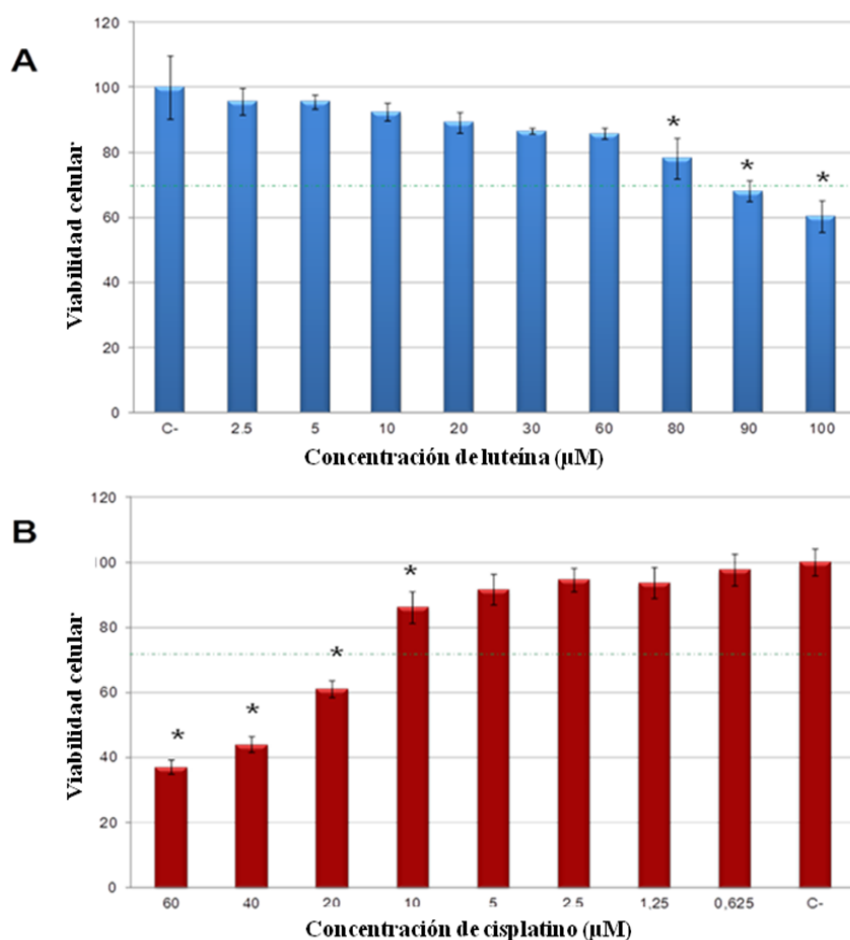 A
120
100
80
60
40
20
0
Viabilidad celular
* * *
C- 2.5 5 10 20 30 60 80 90 100
Concentración de luteína (µM)
B
120
100
80
60
40
20
0
Viabilidad celular
* * * *
60 40 20 10 5 2.5 1,25 0,625 C-
Concentración de cisplatino (µM)